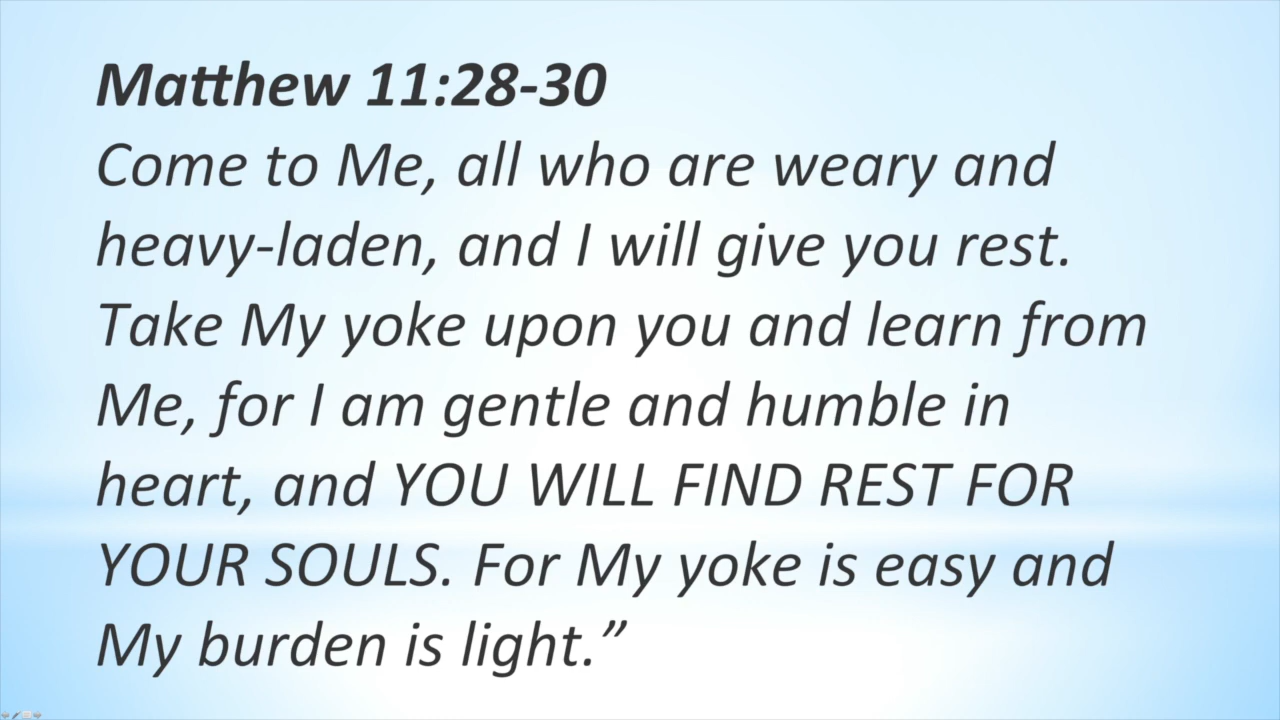 Matthew 11:28-30
Come to Me, all who are weary and
heavy-laden, and I will give you rest.
Take My yoke upon you and learn from
Me, for I am gentle and humble in
heart, and YOU WILL FIND REST FOR
YOUR SOULS. For My yoke is easy and
My burden is light.”